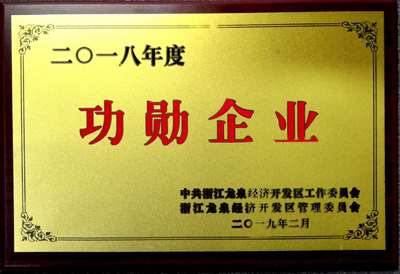 二〇一八年度
功勋企业
中共浙江龙泉经济开发区工作委员会
浙江龙泉经济开发区管理委员会
二〇一九年二月